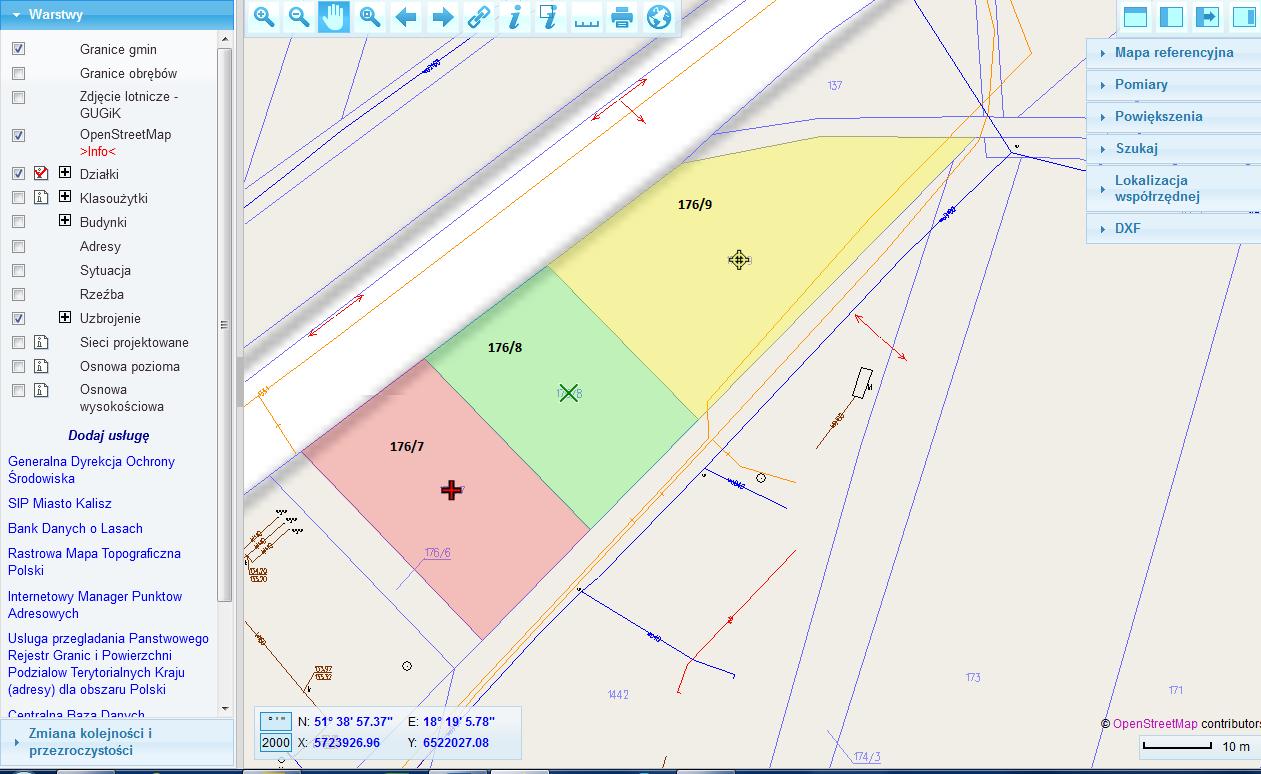 Warstwy
Granice gmin
Granice obrębów
Zdjęcie lotnicze -
GUGiK
OpenStreetMap
>Info<
Działki
Klasoużytki
Budynki
Adresy
Sytuacja
Rzeźba
Uzbrojenie
Sieci projektowane
Osnowa pozioma
Osnowa
wysokościowa
Dodaj usługę
Generalna Dyrekcja Ochrony
Środowiska
SIP Miasto Kalisz
Bank Danych o Lasach
Rastrowa Mapa Topograficzna
Polski
Internetowy Manager Punktow
Adresowych
Usluga przegladania Panstwowego
Rejestr Granic i Powierzchni
Podzialow Terytorialnych Kraju
(adresy) dla obszaru Polski
Centralna Baza Danych
Zmiana kolejności i
przezroczystości
Mapa referencyjna
Pomiary
Powiększenia
Szukaj
Lokalizacja
współrzędnej
DXF
137
176/9
176/8
176/7
176/6
1442
173
171
174/3
° ' " N: 51° 38' 57.37" E: 18° 19' 5.78"
2000 X: 5723926.96 Y: 6522027.08
© OpenStreetMap contributors
10 m